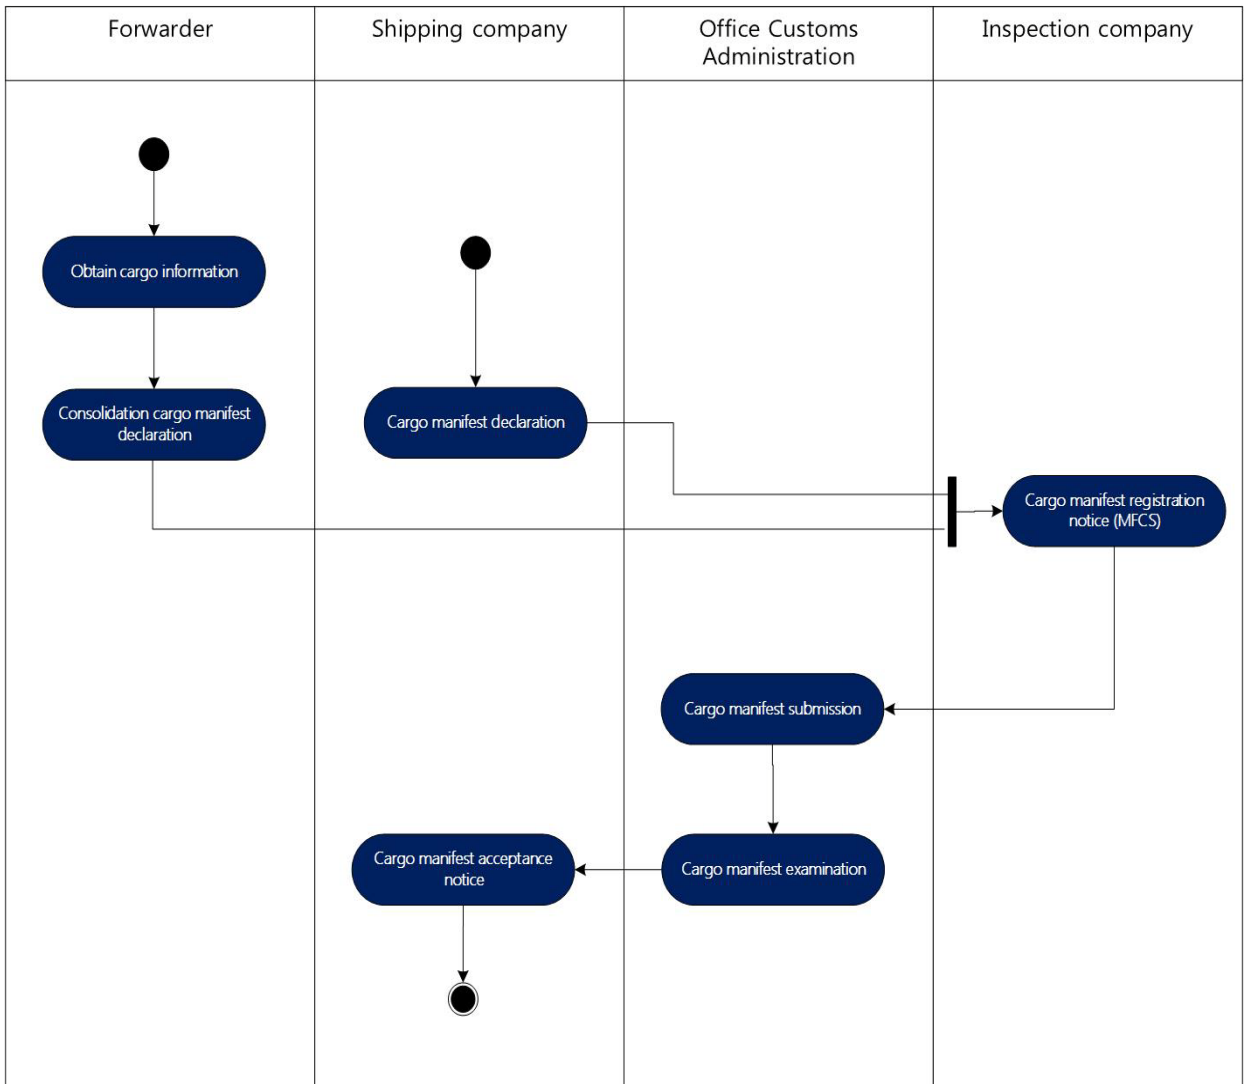 Forwarder
Shipping company
Office Customs
Administration
Inspection company
Obtain cargo information
Consolidation cargo manifest
declaration
Cargo manifest declaration
Cargo manifest registration
notice (MFCS)
Cargo manifest submission
Cargo manifest acceptance
notice
Cargo manifest examination